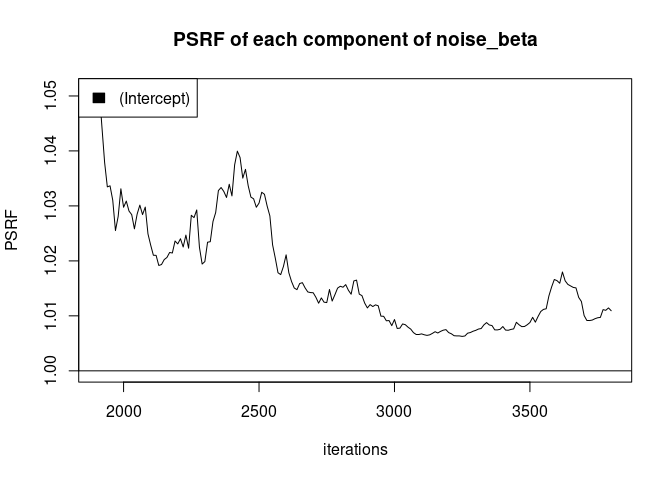 PSRF of each component of noise_beta
(Intercept)
1.05
1.04
1.03
1.02
1.01
1.00
PSRF
2000 2500 3000 3500
iterations